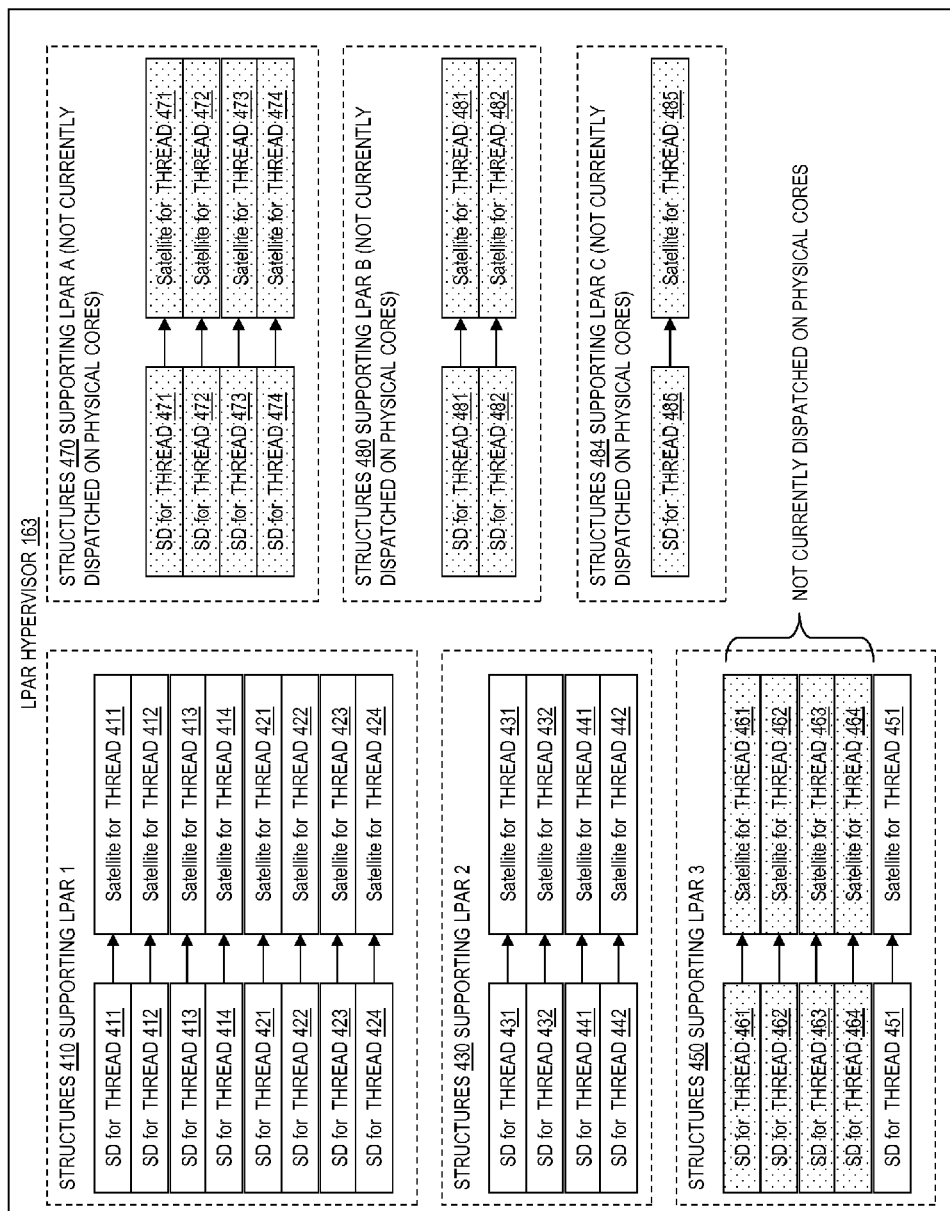 LPAR HYPERVISOR 163
STRUCTURES 410 SUPPORTING LPAR 1
SD for THREAD 411
Satellite for THREAD 411
SD for THREAD 412
Satellite for THREAD 412
SD for THREAD 413
Satellite for THREAD 413
SD for THREAD 414
Satellite for THREAD 414
SD for THREAD 421
Satellite for THREAD 421
SD for THREAD 422
Satellite for THREAD 422
SD for THREAD 423
Satellite for THREAD 423
SD for THREAD 424
Satellite for THREAD 424
STRUCTURES 430 SUPPORTING LPAR 2
SD for THREAD 431
Satellite for THREAD 431
SD for THREAD 432
Satellite for THREAD 432
SD for THREAD 441
Satellite for THREAD 441
SD for THREAD 442
Satellite for THREAD 442
STRUCTURES 450 SUPPORTING LPAR 3
SD for THREAD 461
Satellite for THREAD 461
SD for THREAD 462
Satellite for THREAD 462
SD for THREAD 463
Satellite for THREAD 463
SD for THREAD 464
Satellite for THREAD 464
SD for THREAD 451
Satellite for THREAD 451
NOT CURRENTLY DISPATCHED ON PHYSICAL CORES
STRUCTURES 470 SUPPORTING LPAR A (NOT CURRENTLY
DISPATCHED ON PHYSICAL CORES)
SD for THREAD 471
Satellite for THREAD 471
SD for THREAD 472
Satellite for THREAD 472
SD for THREAD 473
Satellite for THREAD 473
SD for THREAD 474
Satellite for THREAD 474
STRUCTURES 480 SUPPORTING LPAR B (NOT CURRENTLY
DISPATCHED ON PHYSICAL CORES)
SD for THREAD 481
Satellite for THREAD 481
SD for THREAD 482
Satellite for THREAD 482
STRUCTURES 484 SUPPORTING LPAR C (NOT CURRENTLY
DISPATCHED ON PHYSICAL CORES)
SD for THREAD 485
Satellite for THREAD 485